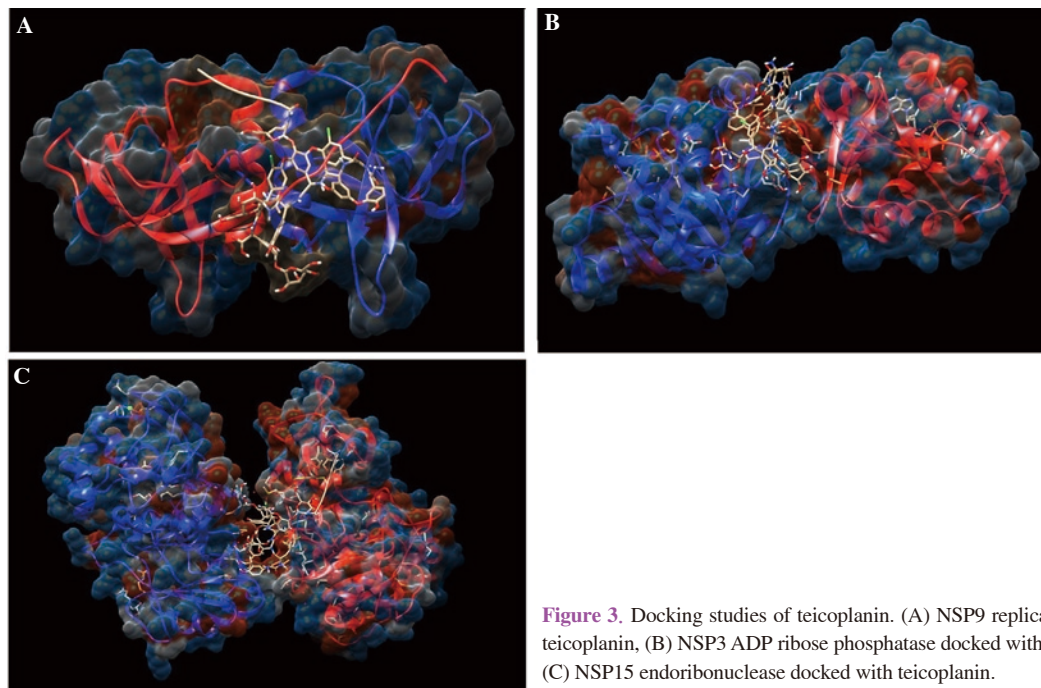 A
B
C
Figure 3. Docking studies of teicoplanin. (A) NSP9 replica
teicoplanin, (B) NSP3 ADP ribose phosphatase docked with
(C) NSP15 endoribonuclease docked with teicoplanin.